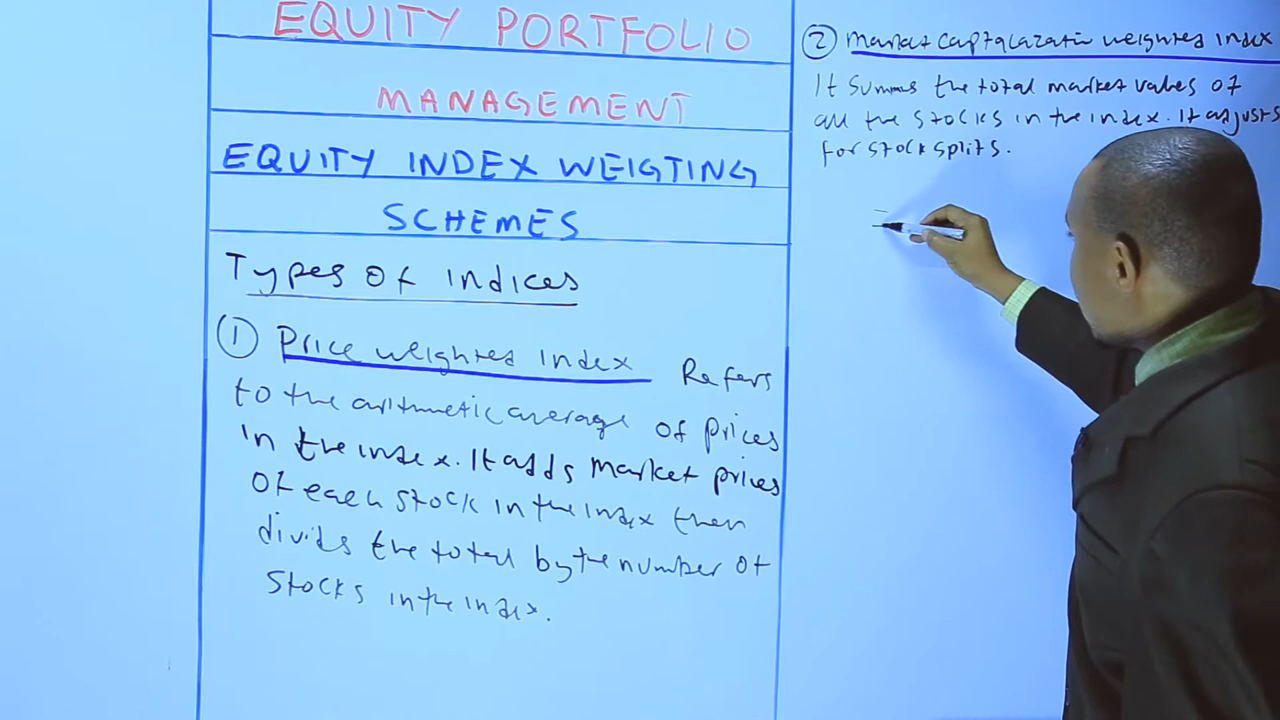 EQUITY PORTFOLIO
MANAGEMENT
EQUITY INDEX WEIGTING
SCHEMES
Types of indices
① Price weighted index Refers
to the arithmetic average of prices
in the index. It adds market prices
of each stock in the index then
divids the total by the number of
stocks in the index.
② market captalazatin weighted index
It summs the total market values of
all the stocks in the index. It adjusts
for stock splits.
=